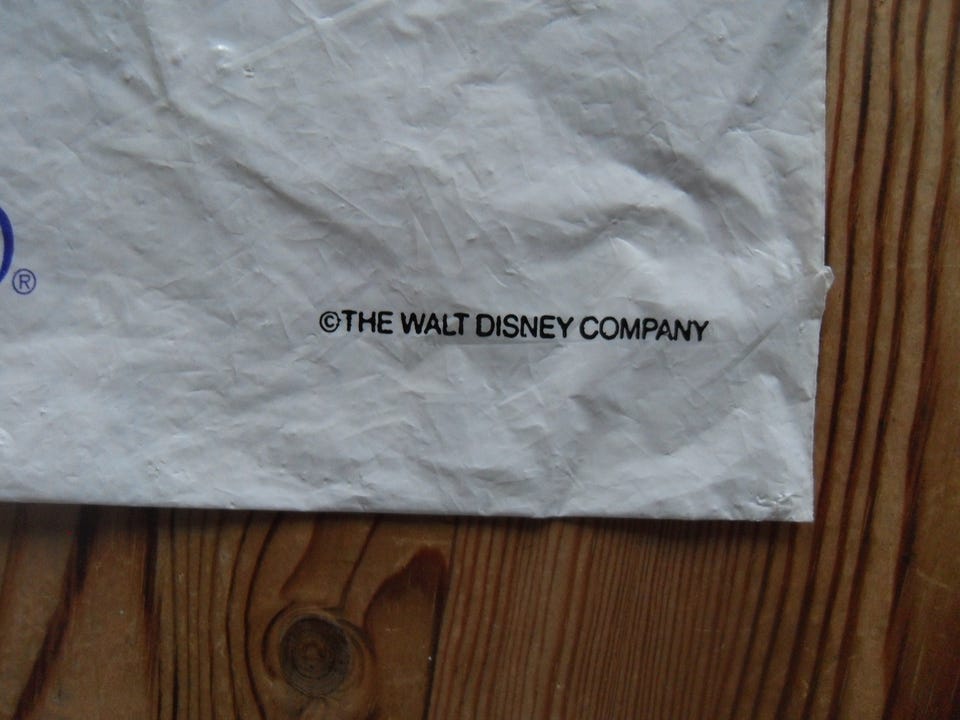 ®
©THE WALT DISNEY COMPANY